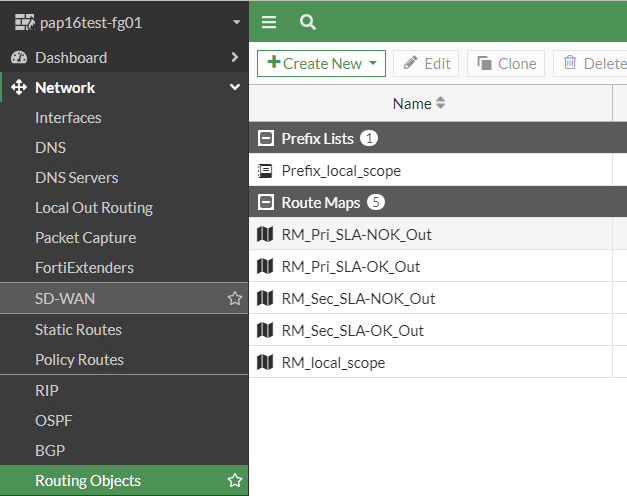 pap16test-fg01
Dashboard
Network
Interfaces
DNS
DNS Servers
Local Out Routing
Packet Capture
FortiExtenders
SD-WAN
Static Routes
Policy Routes
RIP
OSPF
BGP
Routing Objects
Create New Edit Clone Delete
Name
Prefix Lists 1
Prefix_local_scope
Route Maps 5
RM_Pri_SLA-NOK_Out
RM_Pri_SLA-OK_Out
RM_Sec_SLA-NOK_Out
RM_Sec_SLA-OK_Out
RM_local_scope